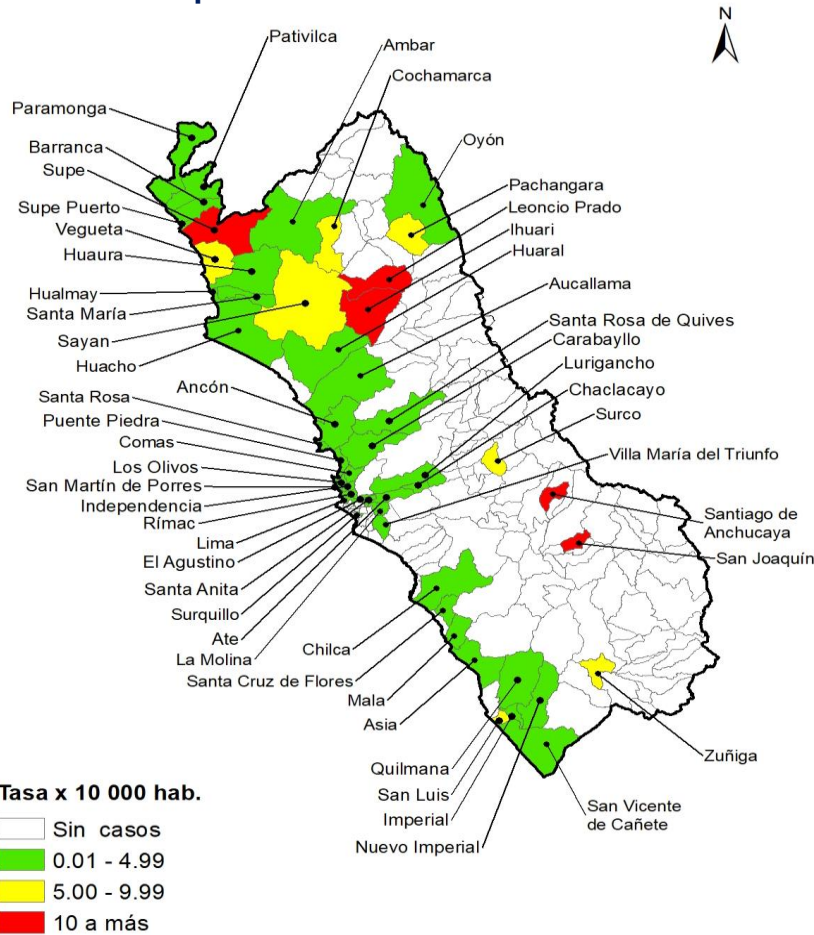 N
Pativilca
Ambar
Cochamarca
Paramonga
Barranca
Supe
Supe Puerto
Vegueta
Huaura
Hualmay
Santa María
Sayan
Huacho
Oyón
Pachangara
Leoncio Prado
Ihuari
Huaral
Aucallama
Santa Rosa de Quives
Carabayllo
Lurigancho
Chaclacayo
Surco
Villa María del Triunfo
Santiago de
Anchucaya
San Joaquín
Ancón
Santa Rosa
Puente Piedra
Comas
Los Olivos
San Martín de Porres
Independencia
Rímac
Lima
El Agustino
Santa Anita
Surquillo
Ate
La Molina
Chilca
Santa Cruz de Flores
Mala
Asia
Quilmana
San Luis
Imperial
Nuevo Imperial
San Vicente
de Cañete
Zuñiga
Tasa x 10 000 hab.
Sin casos
0.01 - 4.99
5.00 - 9.99
10 a más